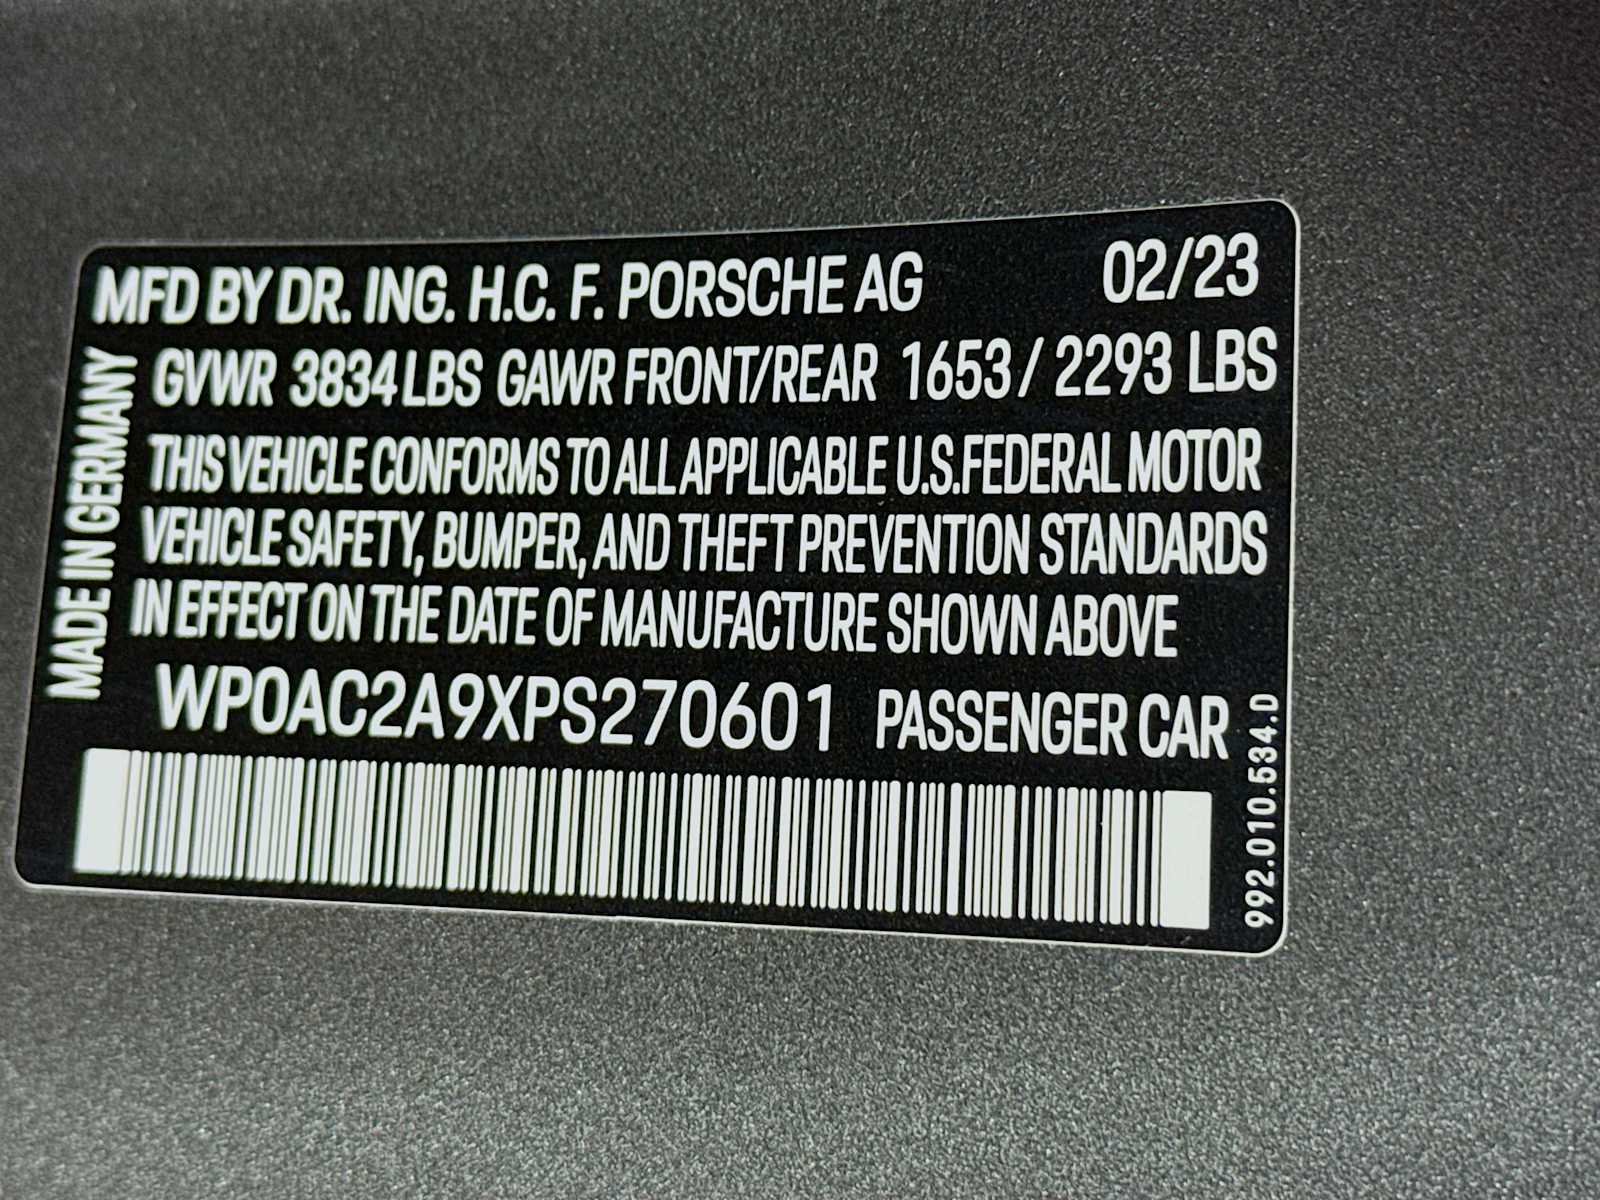 MFD BY DR. ING. H.C. F. PORSCHE AG 02/23
GVWR 3834 LBS GAWR FRONT/REAR 1653 / 2293 LBS
THIS VEHICLE CONFORMS TO ALL APPLICABLE U.S. FEDERAL MOTOR
VEHICLE SAFETY, BUMPER, AND THEFT PREVENTION STANDARDS
IN EFFECT ON THE DATE OF MANUFACTURE SHOWN ABOVE
WP0AC2A9XPS270601 PASSENGER CAR
MADE IN GERMANY
992.010.534.D